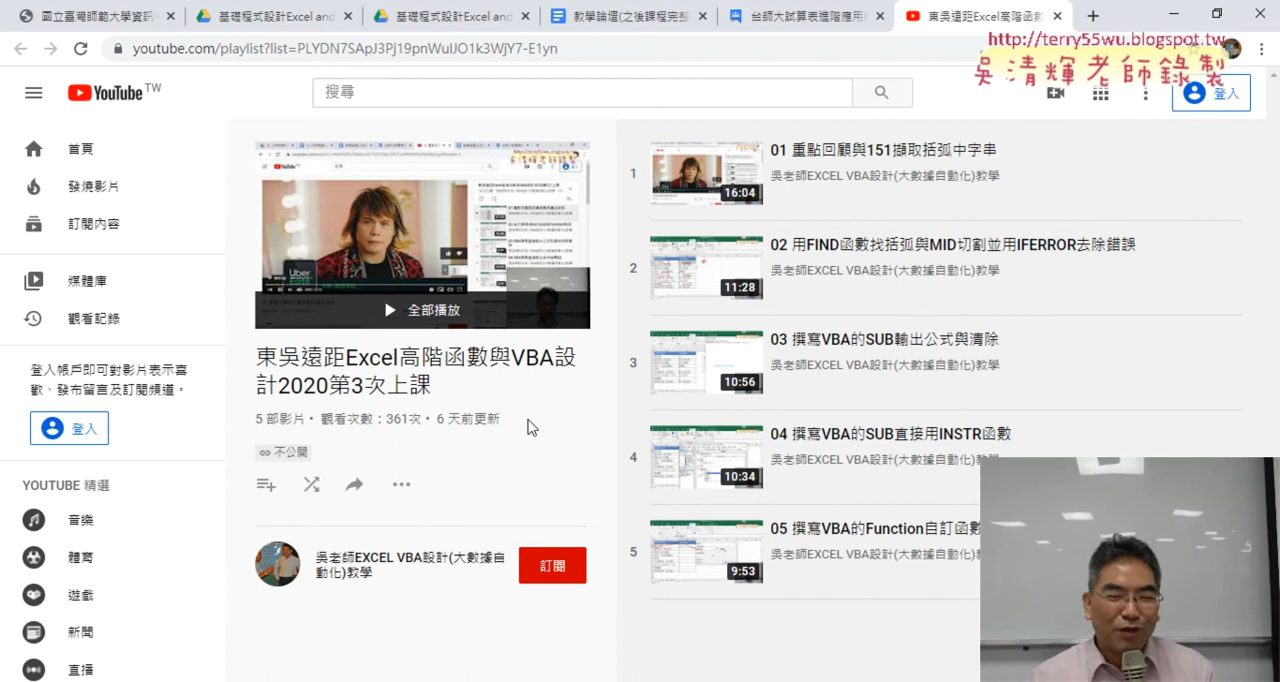 國立臺灣師範大學資訊
基礎程式設計Excel and
基礎程式設計Excel and
教學論壇(之後課程完整
台師大試算表進階應用
東吳遠距Excel高階函數
youtube.com/playlist?list=PLYDN7SApJ3Pj19pnWuIJO1k3WjY7-E1yn
http://terry55wu.blogspot.tw
吳清輝老師錄製
YouTube TW
搜尋
登入
首頁
發燒影片
訂閱內容
媒體庫
觀看記錄
登入帳戶即可對影片表示喜
歡、發布留言及訂閱頻道。
登入
YOUTUBE 精選
音樂
體育
遊戲
新聞
直播
全部播放
東吳遠距Excel高階函數與VBA設
計2020第3次上課
5 部影片・ 觀看次數：361次・ 6 天前更新
不公開
吳老師EXCEL VBA設計(大數據自
動化)教學
訂閱
1
16:04
01 重點回顧與151擷取括弧中字串
吳老師EXCEL VBA設計(大數據自動化)教學
2
11:28
02 用FIND函數找括弧與MID切割並用IFERROR去除錯誤
吳老師EXCEL VBA設計(大數據自動化)教學
3
10:56
03 撰寫VBA的SUB輸出公式與清除
吳老師EXCEL VBA設計(大數據自動化)教學
4
10:34
04 撰寫VBA的SUB直接用INSTR函數
吳老師EXCEL VBA設計(大數據自動化)教
5
9:53
05 撰寫VBA的Function自訂函數
吳老師EXCEL VBA設計(大數據自動化)教